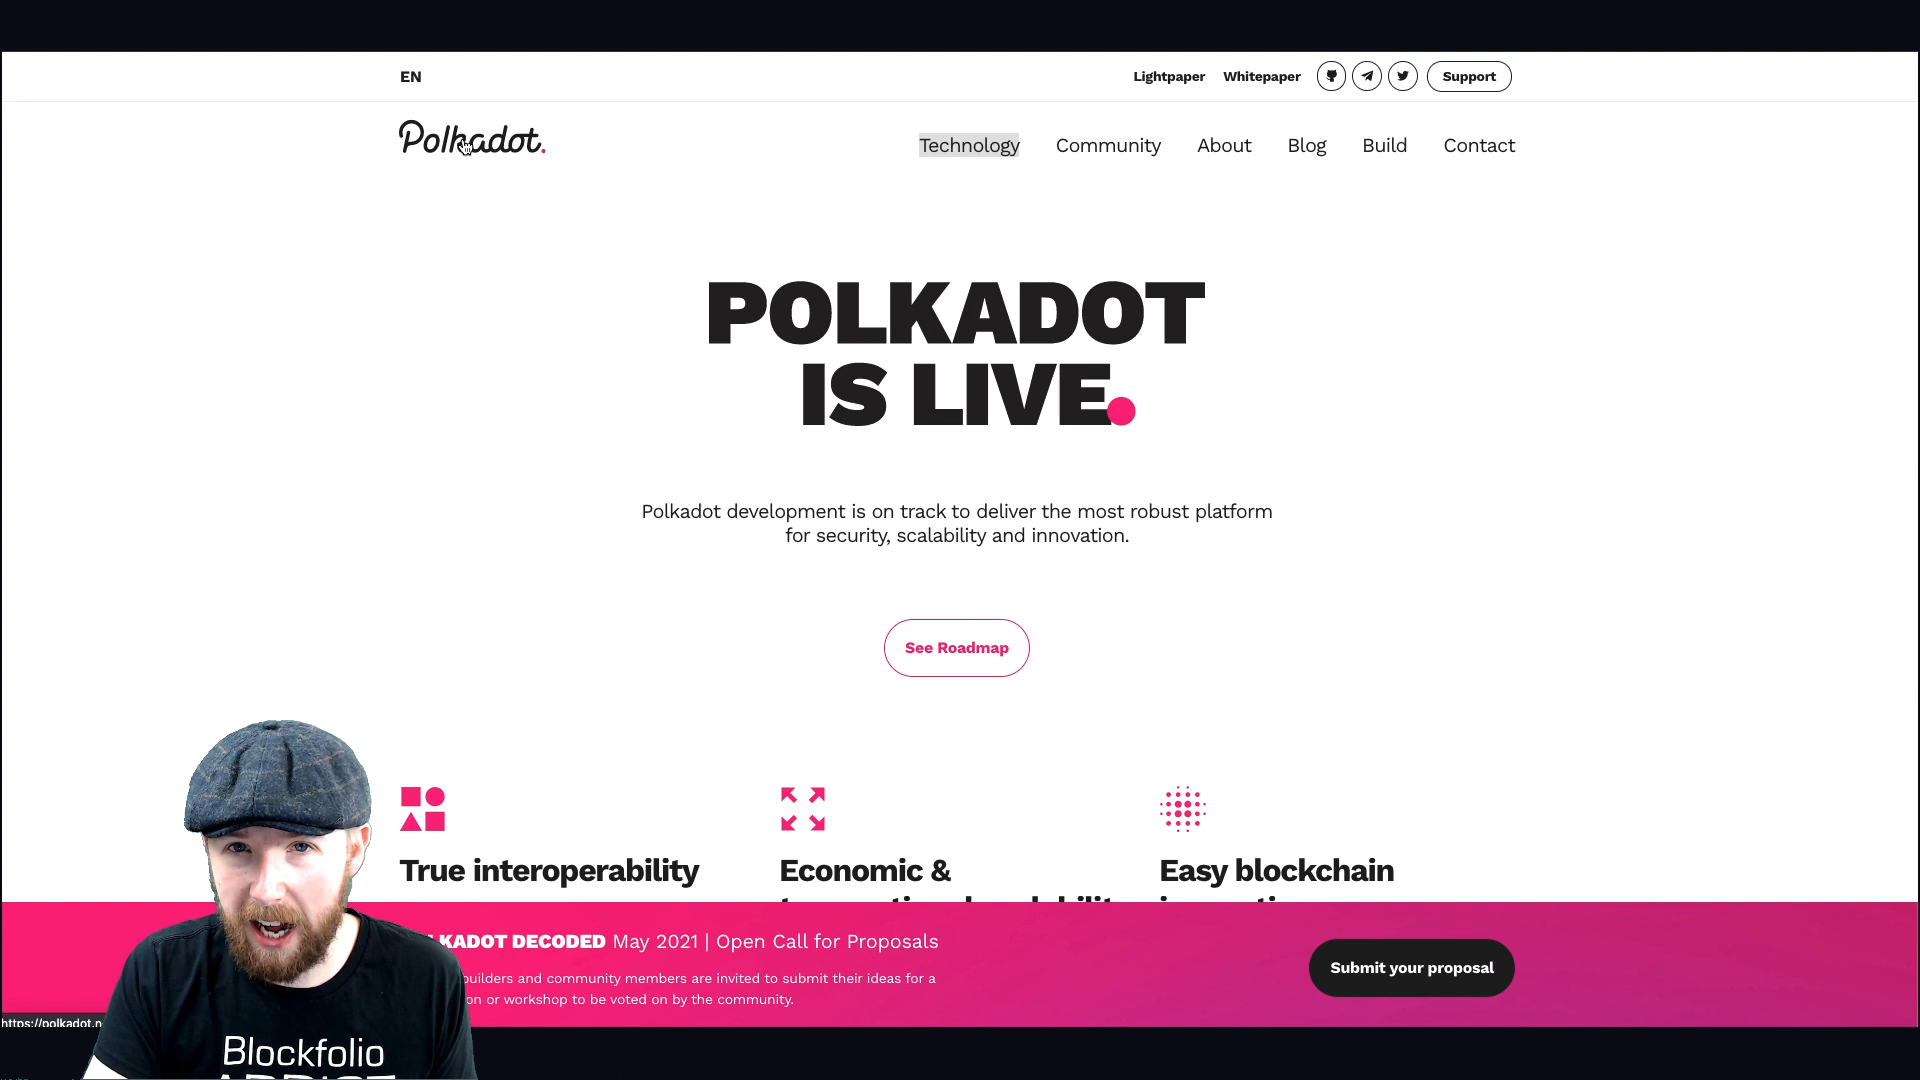 EN
Lightpaper Whitepaper Support
Polkadot.
Technology Community About Blog Build Contact
POLKADOT
IS LIVE.
Polkadot development is on track to deliver the most robust platform
for security, scalability and innovation.
See Roadmap
True interoperability
Economic &
Easy blockchain
KADOT DECODED May 2021 | Open Call for Proposals
builders and community members are invited to submit their ideas for a
on or workshop to be voted on by the community.
Submit your proposal
https://polkadot.n
Blockfolio